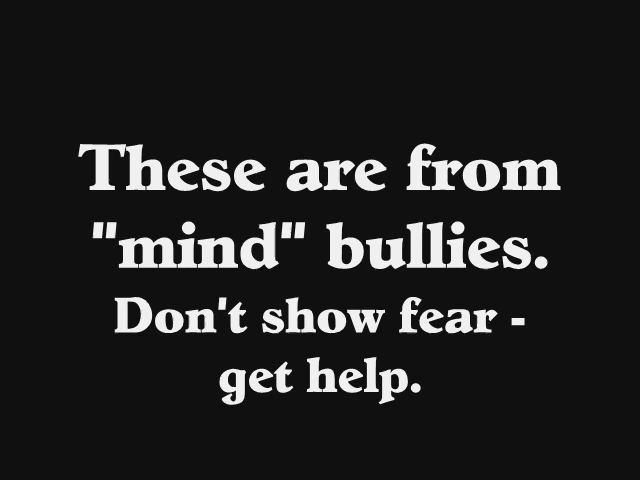 These are from
"mind" bullies.
Don't show fear -
get help.